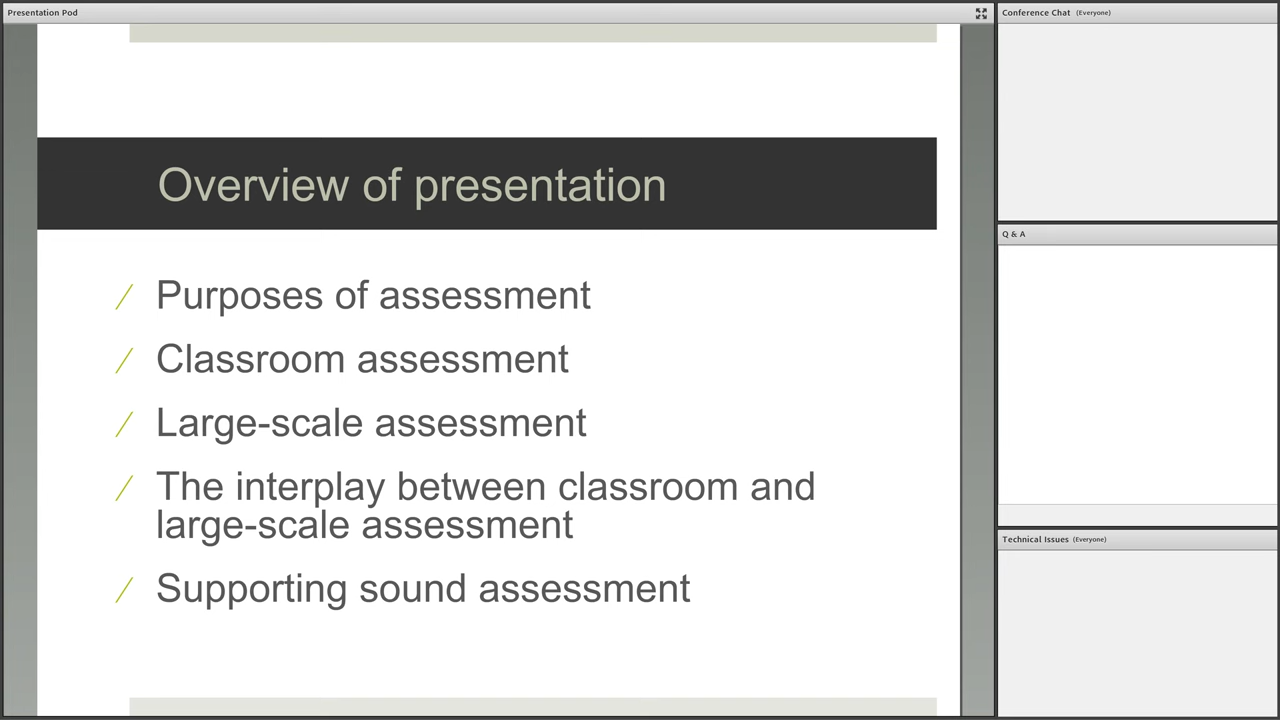 Presentation Pod
Overview of presentation
Purposes of assessment
Classroom assessment
Large-scale assessment
The interplay between classroom and
large-scale assessment
Supporting sound assessment
Conference Chat (Everyone)
Q & A
Technical Issues (Everyone)